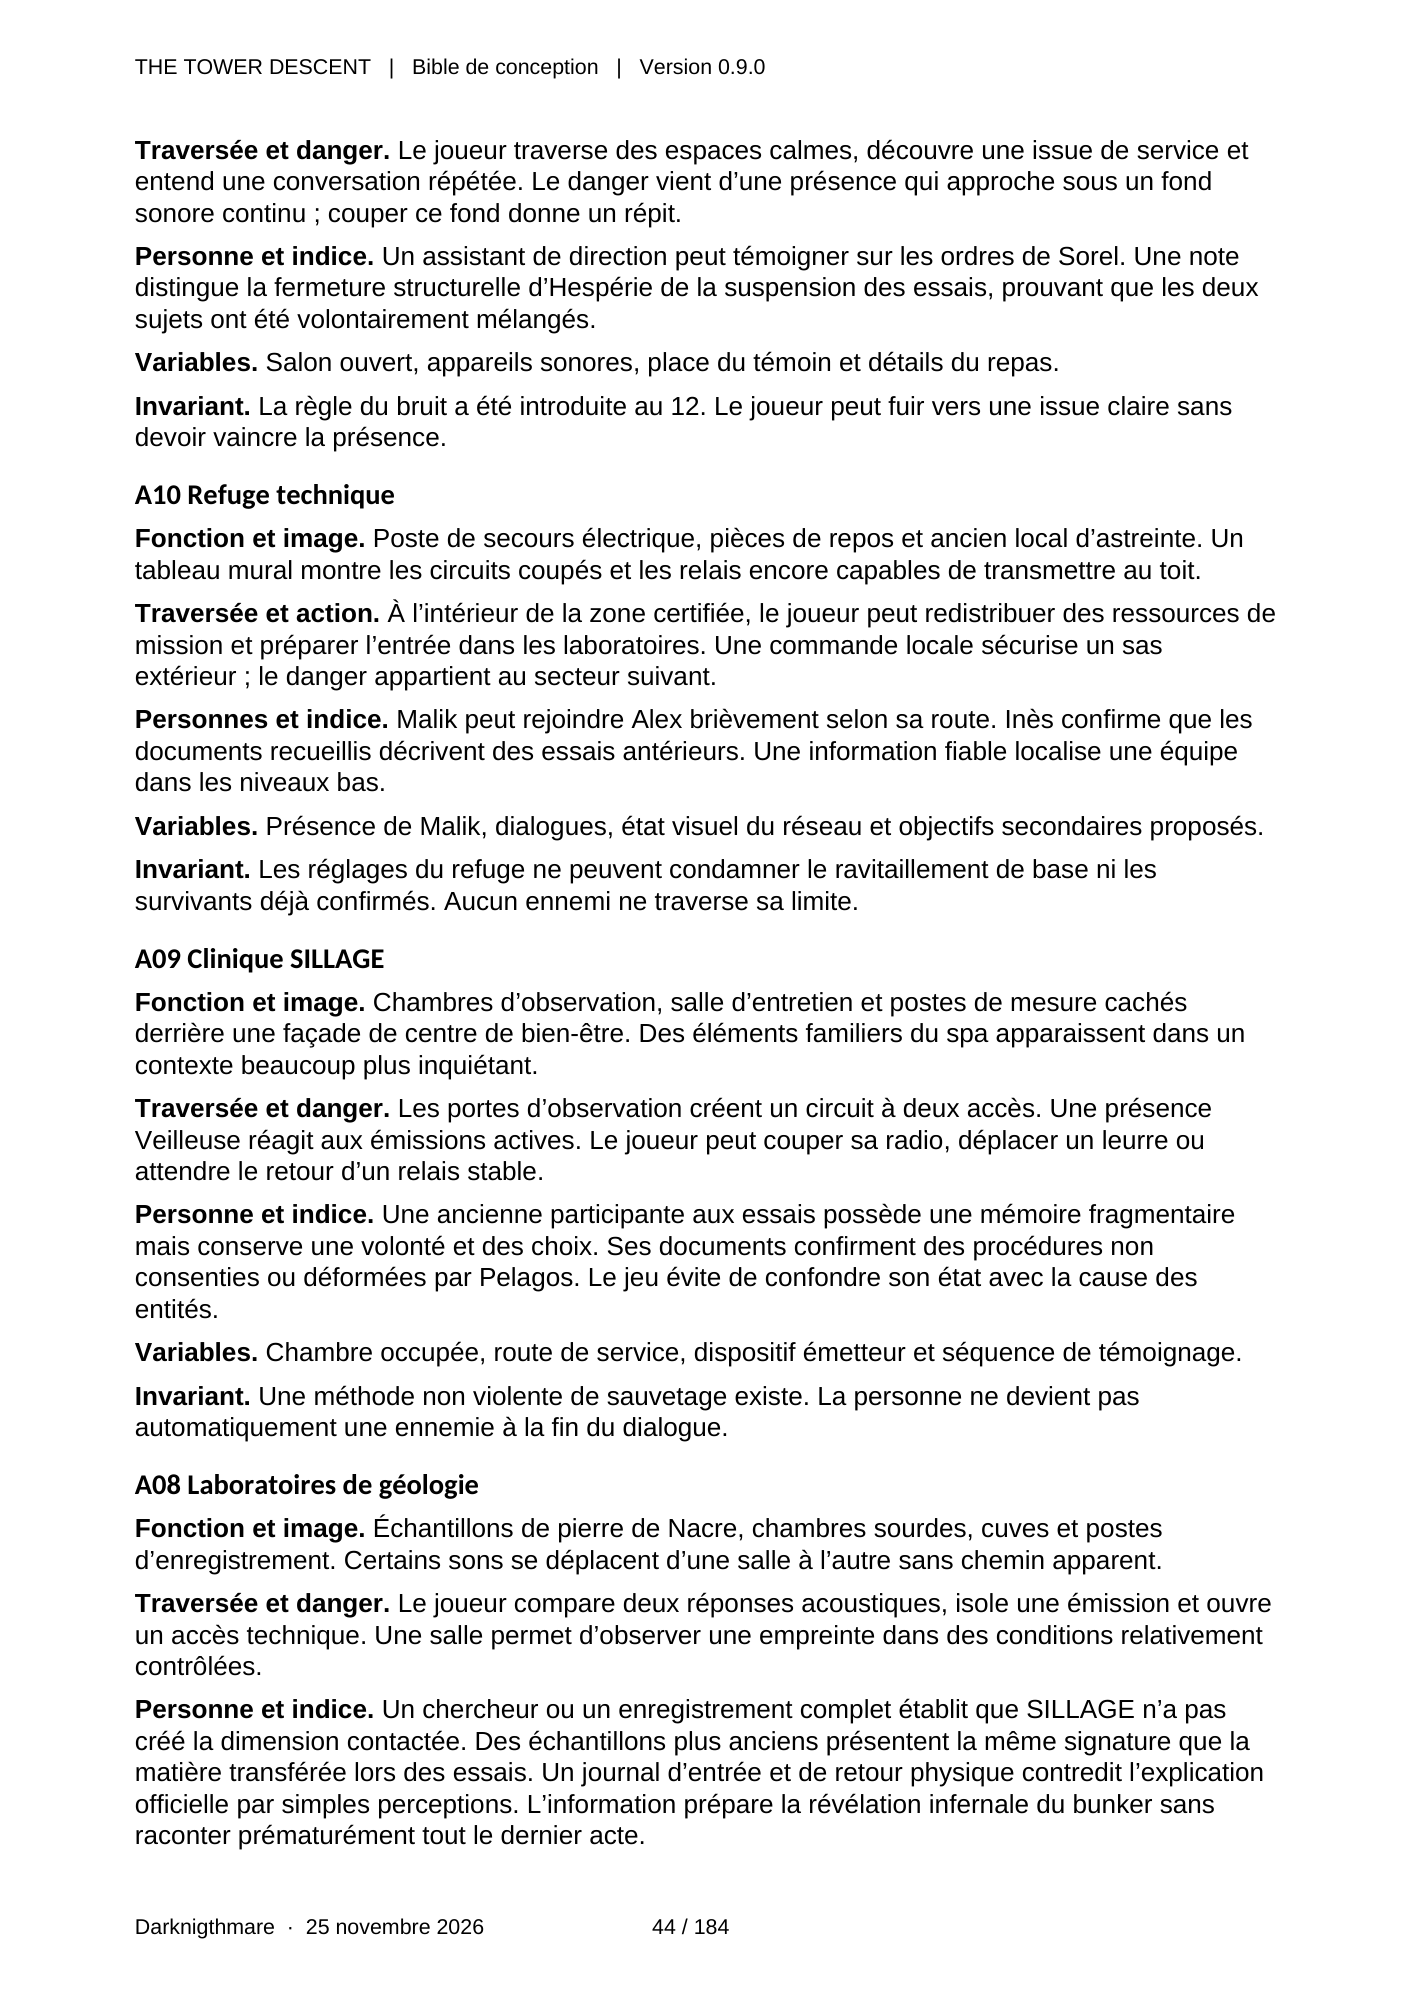 THE TOWER DESCENT | Bible de conception | Version 0.9.0
Traversée et danger. Le joueur traverse des espaces calmes, découvre une issue de service et
entend une conversation répétée. Le danger vient d’une présence qui approche sous un fond
sonore continu ; couper ce fond donne un répit.
Personne et indice. Un assistant de direction peut témoigner sur les ordres de Sorel. Une note
distingue la fermeture structurelle d’Hespérie de la suspension des essais, prouvant que les deux
sujets ont été volontairement mélangés.
Variables. Salon ouvert, appareils sonores, place du témoin et détails du repas.
Invariant. La règle du bruit a été introduite au 12. Le joueur peut fuir vers une issue claire sans
devoir vaincre la présence.
A10 Refuge technique
Fonction et image. Poste de secours électrique, pièces de repos et ancien local d’astreinte. Un
tableau mural montre les circuits coupés et les relais encore capables de transmettre au toit.
Traversée et action. À l’intérieur de la zone certifiée, le joueur peut redistribuer des ressources de
mission et préparer l’entrée dans les laboratoires. Une commande locale sécurise un sas
extérieur ; le danger appartient au secteur suivant.
Personnes et indice. Malik peut rejoindre Alex brièvement selon sa route. Inès confirme que les
documents recueillis décrivent des essais antérieurs. Une information fiable localise une équipe
dans les niveaux bas.
Variables. Présence de Malik, dialogues, état visuel du réseau et objectifs secondaires proposés.
Invariant. Les réglages du refuge ne peuvent condamner le ravitaillement de base ni les
survivants déjà confirmés. Aucun ennemi ne traverse sa limite.
A09 Clinique SILLAGE
Fonction et image. Chambres d’observation, salle d’entretien et postes de mesure cachés
derrière une façade de centre de bien-être. Des éléments familiers du spa apparaissent dans un
contexte beaucoup plus inquiétant.
Traversée et danger. Les portes d’observation créent un circuit à deux accès. Une présence
Veilleuse réagit aux émissions actives. Le joueur peut couper sa radio, déplacer un leurre ou
attendre le retour d’un relais stable.
Personne et indice. Une ancienne participante aux essais possède une mémoire fragmentaire
mais conserve une volonté et des choix. Ses documents confirment des procédures non
consenties ou déformées par Pelagos. Le jeu évite de confondre son état avec la cause des
entités.
Variables. Chambre occupée, route de service, dispositif émetteur et séquence de témoignage.
Invariant. Une méthode non violente de sauvetage existe. La personne ne devient pas
automatiquement une ennemie à la fin du dialogue.
A08 Laboratoires de géologie
Fonction et image. Échantillons de pierre de Nacre, chambres sourdes, cuves et postes
d’enregistrement. Certains sons se déplacent d’une salle à l’autre sans chemin apparent.
Traversée et danger. Le joueur compare deux réponses acoustiques, isole une émission et ouvre
un accès technique. Une salle permet d’observer une empreinte dans des conditions relativement
contrôlées.
Personne et indice. Un chercheur ou un enregistrement complet établit que SILLAGE n’a pas
créé la dimension contactée. Des échantillons plus anciens présentent la même signature que la
matière transférée lors des essais. Un journal d’entrée et de retour physique contredit l’explication
officielle par simples perceptions. L’information prépare la révélation infernale du bunker sans
raconter prématurément tout le dernier acte.
Darknigthmare · 25 novembre 2026 44 / 184